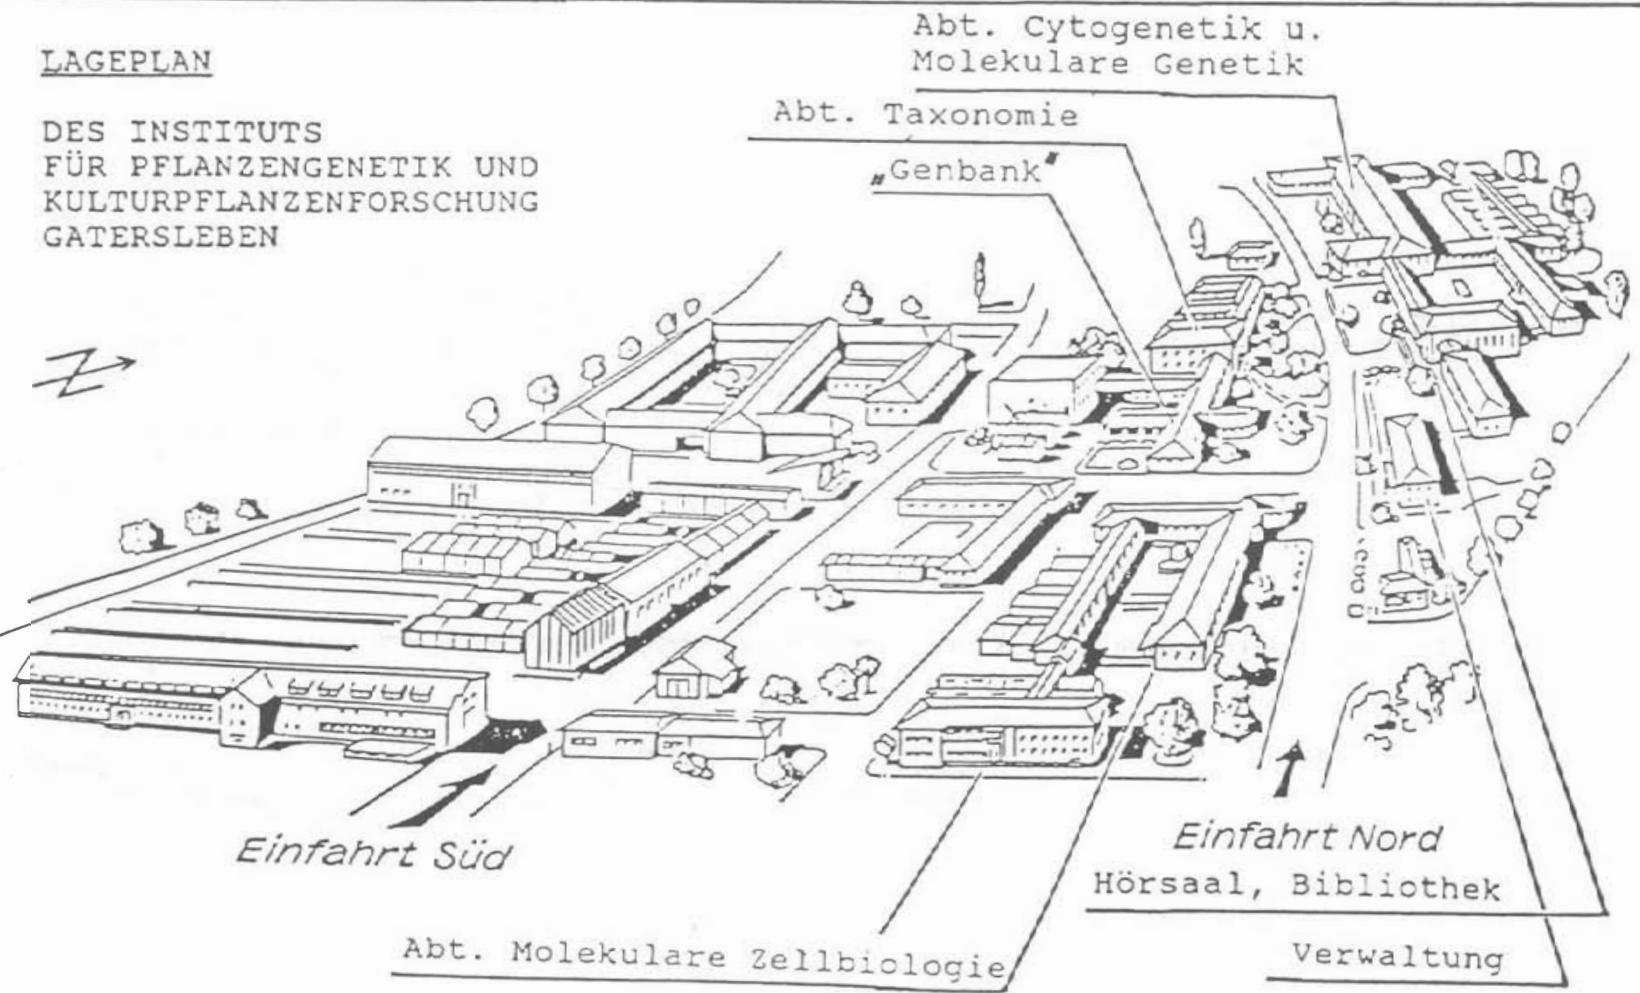 LAGEPLAN
DES INSTITUTS
FÜR PFLANZENGENETIK UND
KULTURPFLANZENFORSCHUNG
GATERSLEBEN
Abt. Cytogenetik u.
Molekulare Genetik
Abt. Taxonomie
„Genbank"
Einfahrt Süd
Einfahrt Nord
Hörsaal, Bibliothek
Abt. Molekulare Zellbiologie
Verwaltung